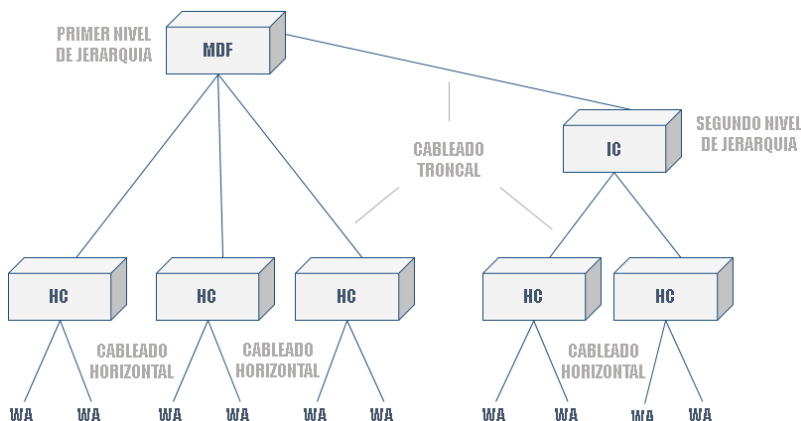 PRIMER NIVEL
DE JERARQUIA
MDF
SEGUNDO NIVEL
DE JERARQUIA
IC
CABLEADO
TRONCAL
HC
HC
HC
HC
HC
CABLEADO
HORIZONTAL
CABLEADO
HORIZONTAL
CABLEADO
HORIZONTAL
WA
WA
WA
WA
WA
WA
WA
WA
WA
WA